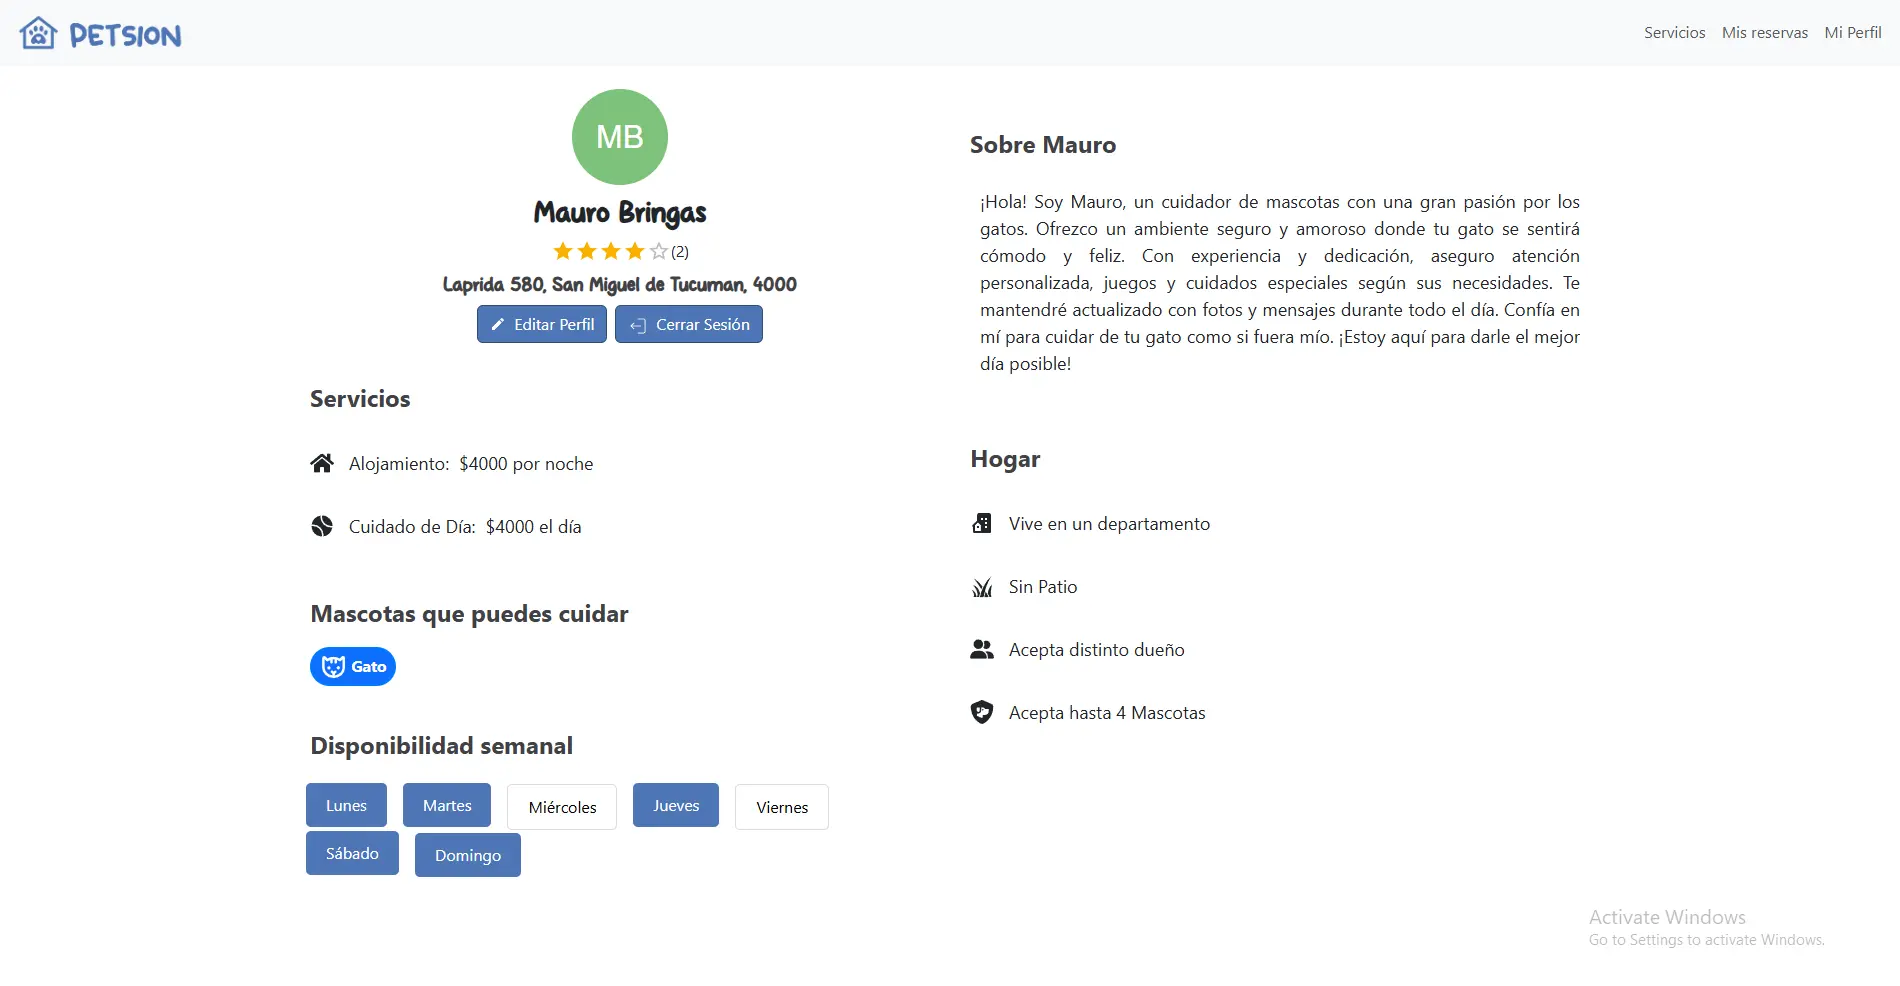 PETSION
Servicios Mis reservas Mi Perfil
MB
Mauro Bringas
(2)
Laprida 580, San Miguel de Tucuman, 4000
Editar Perfil Cerrar Sesión
Servicios
Alojamiento: $4000 por noche
Cuidado de Día: $4000 el día
Mascotas que puedes cuidar
Gato
Disponibilidad semanal
Lunes Martes Miércoles Jueves Viernes
Sábado Domingo
Sobre Mauro
¡Hola! Soy Mauro, un cuidador de mascotas con una gran pasión por los
gatos. Ofrezco un ambiente seguro y amoroso donde tu gato se sentirá
cómodo y feliz. Con experiencia y dedicación, aseguro atención
personalizada, juegos y cuidados especiales según sus necesidades. Te
mantendré actualizado con fotos y mensajes durante todo el día. Confía en
mí para cuidar de tu gato como si fuera mío. ¡Estoy aquí para darle el mejor
día posible!
Hogar
Vive en un departamento
Sin Patio
Acepta distinto dueño
Acepta hasta 4 Mascotas
Activate Windows
Go to Settings to activate Windows.